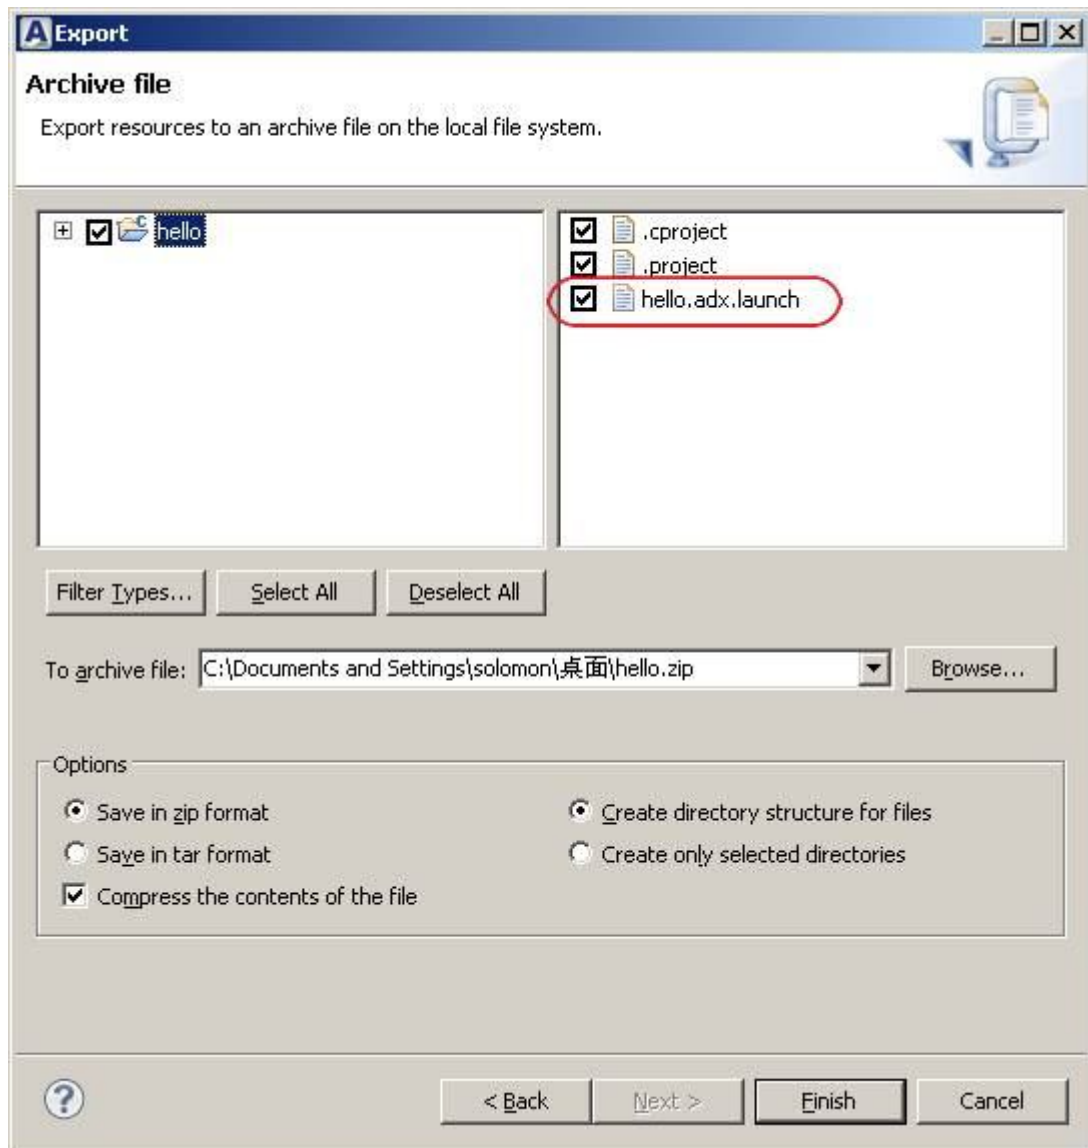 Export
Archive file
Export resources to an archive file on the local file system.
hello
.cproject
.project
hello.adx.launch
Filter Types...
Select All
Deselect All
To archive file: C:\Documents and Settings\solomon\桌面\hello.zip
Browse...
Options
Save in zip format
Create directory structure for files
Save in tar format
Create only selected directories
Compress the contents of the file
?
< Back
Next >
Finish
Cancel